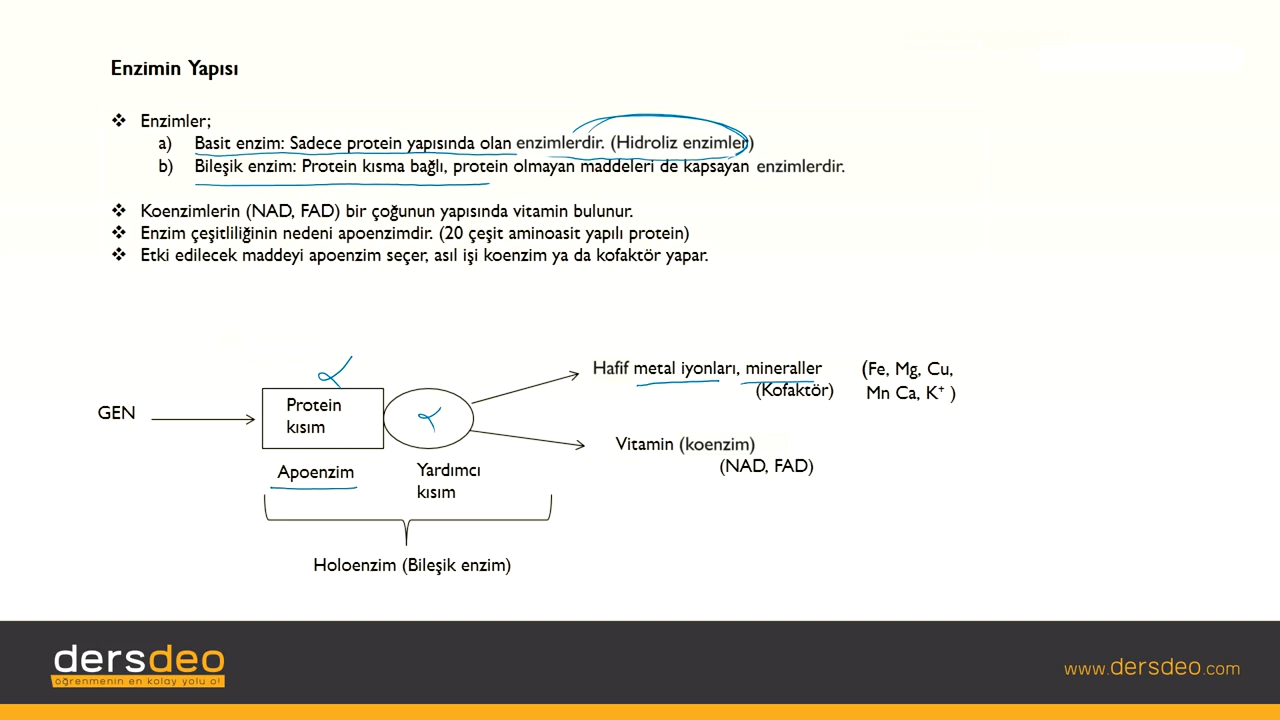 Enzimin Yapısı
❖ Enzimler;
a) Basit enzim: Sadece protein yapısında olan enzimlerdir. (Hidroliz enzimler)
b) Bileşik enzim: Protein kısma bağlı, protein olmayan maddeleri de kapsayan enzimlerdir.
❖ Koenzimlerin (NAD, FAD) bir çoğunun yapısında vitamin bulunur.
❖ Enzim çeşitliliğinin nedeni apoenzimdir. (20 çeşit aminoasit yapılı protein)
❖ Etki edilecek maddeyi apoenzim seçer, asıl işi koenzim ya da kofaktör yapar.
Hafif metal iyonları, mineraller (Fe, Mg, Cu,
(Kofaktör) Mn Ca, K⁺ )
GEN
Protein
kısım
Vitamin (koenzim)
(NAD, FAD)
Apoenzim
Yardımcı
kısım
Holoenzim (Bileşik enzim)
dersdeo
öğrenmenin en kolay yolu o!
www.dersdeo.com